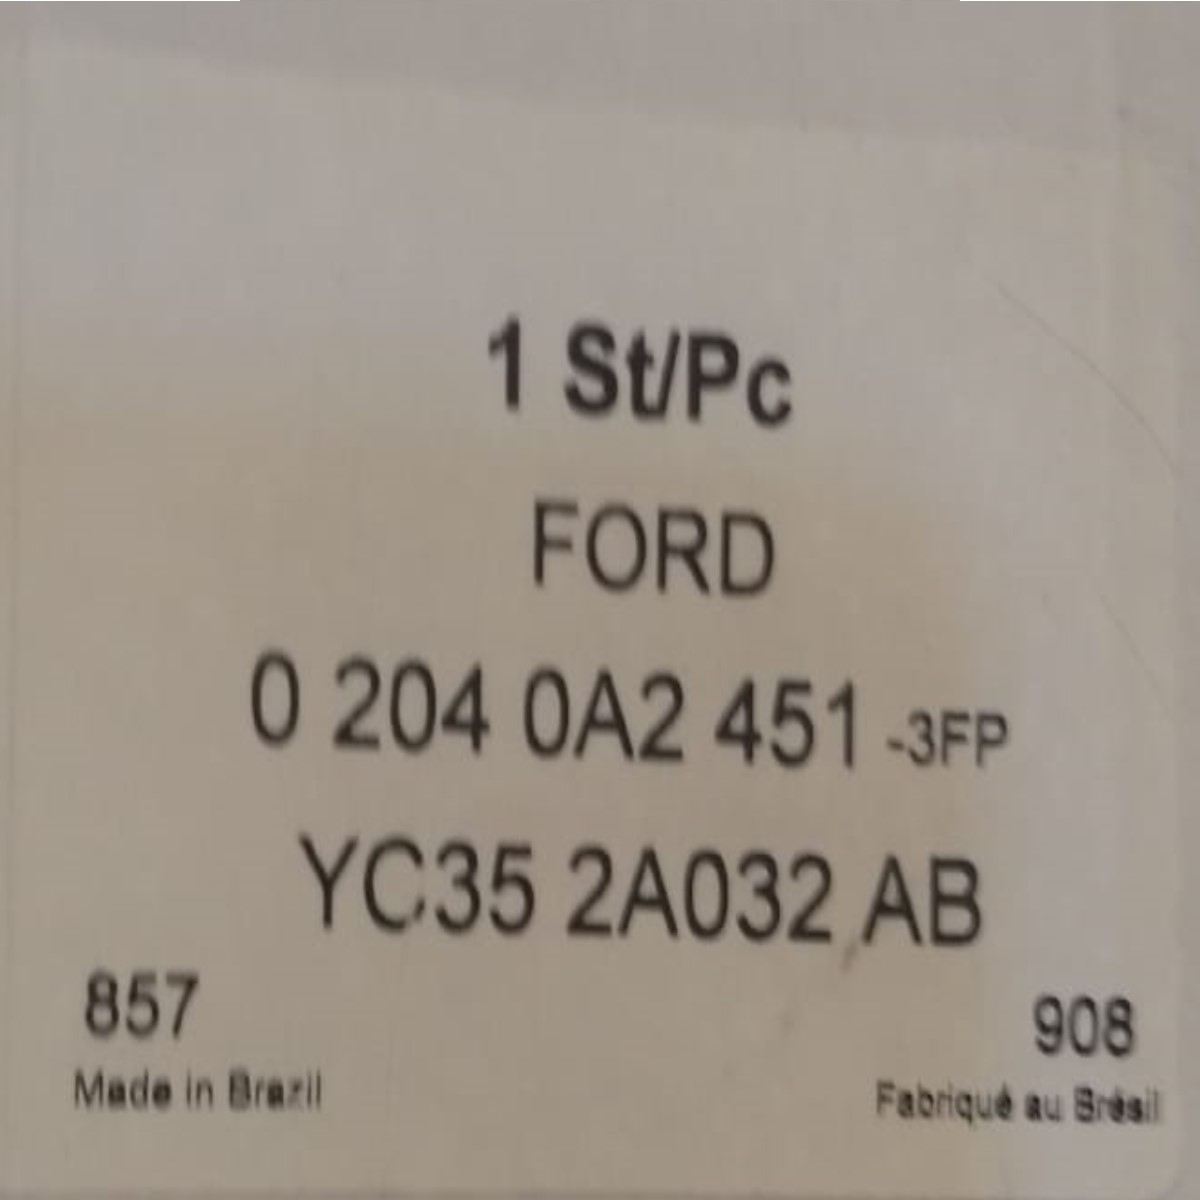 1 St/Pc
FORD
0 204 0A2 451 -3FP
YC35 2A032 AB
857
908
Made in Brazil
Fabriqué au Brésil